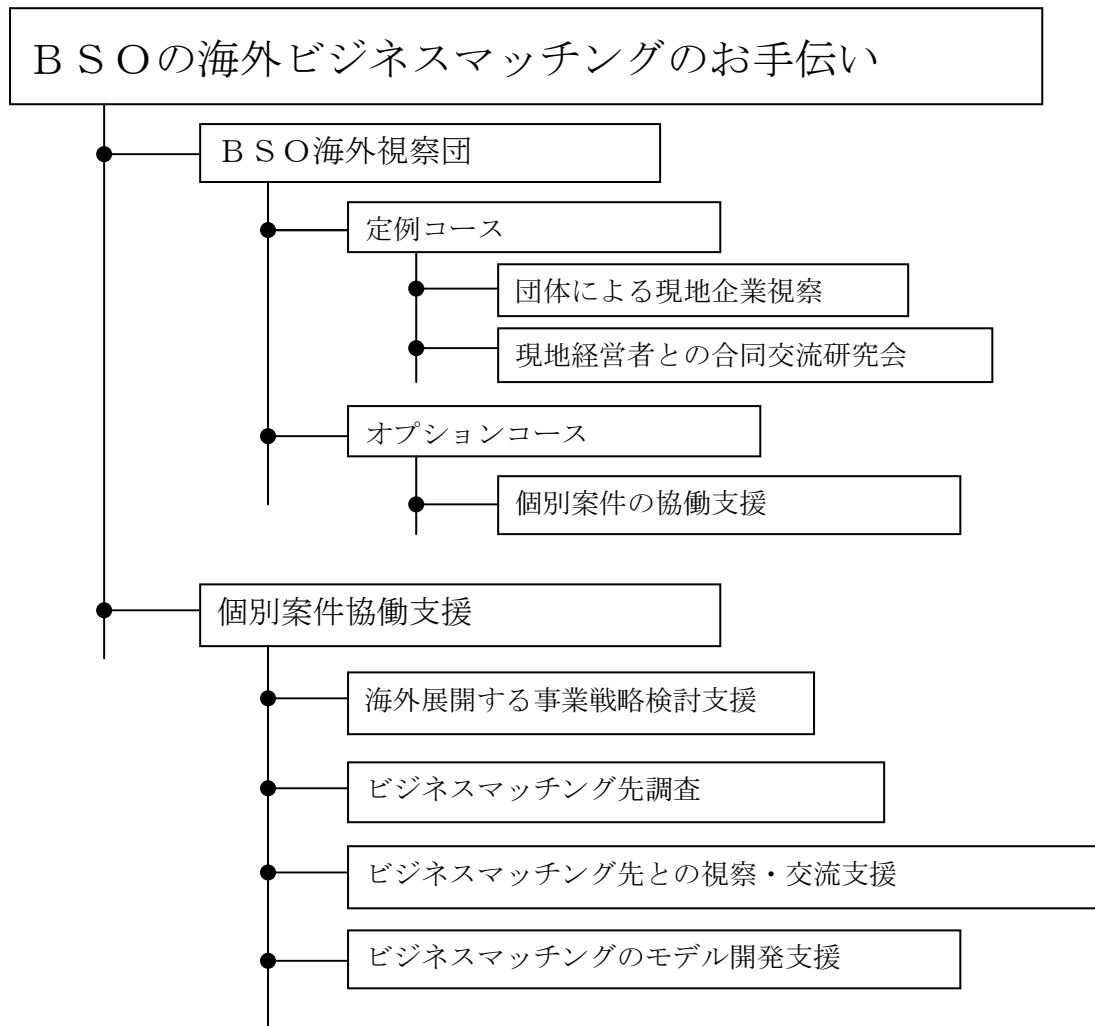 ＢＳＯの海外ビジネスマッチングのお手伝い
ＢＳＯ海外視察団
定例コース
団体による現地企業視察
現地経営者との合同交流研究会
オプションコース
個別案件の協働支援
個別案件協働支援
海外展開する事業戦略検討支援
ビジネスマッチング先調査
ビジネスマッチング先との視察・交流支援
ビジネスマッチングのモデル開発支援